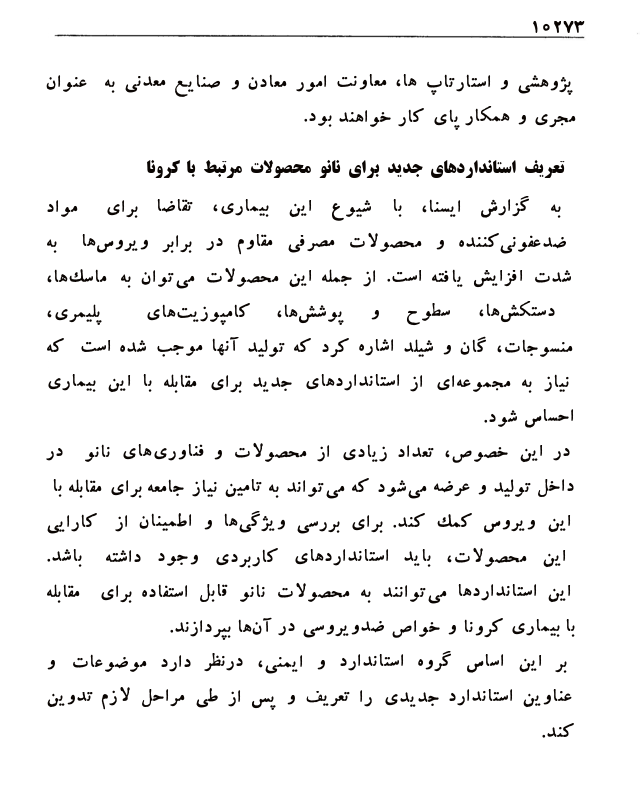 ۱۰۲۷۳
پژوهشی و استارتاپ ها، معاونت امور معادن و صنایع معدنی به عنوان
مجری و همکار پای کار خواهند بود.
تعریف استانداردهای جدید برای نانو محصولات مرتبط با کرونا
به گزارش ایسنا، با شیوع این بیماری، تقاضا برای مواد
ضدعفونی‌کننده و محصولات مصرفی مقاوم در برابر ویروس‌ها به
شدت افزایش یافته است. از جمله این محصولات می‌توان به ماسك‌ها،
دستکش‌ها، سطوح و پوشش‌ها، کامپوزیت‌های پلیمری،
منسوجات، گان و شیلد اشاره کرد که تولید آنها موجب شده است که
نیاز به مجموعه‌ای از استانداردهای جدید برای مقابله با این بیماری
احساس شود.
در این خصوص، تعداد زیادی از محصولات و فناوری‌های نانو در
داخل تولید و عرضه می‌شود که می‌تواند به تامین نیاز جامعه برای مقابله با
این ویروس کمك کند. برای بررسی ویژگی‌ها و اطمینان از کارایی
این محصولات، باید استانداردهای کاربردی وجود داشته باشد.
این استانداردها می‌توانند به محصولات نانو قابل استفاده برای مقابله
با بیماری کرونا و خواص ضدویروسی در آن‌ها بپردازند.
بر این اساس گروه استاندارد و ایمنی، درنظر دارد موضوعات و
عناوین استاندارد جدیدی را تعریف و پس از طی مراحل لازم تدوین
کند.